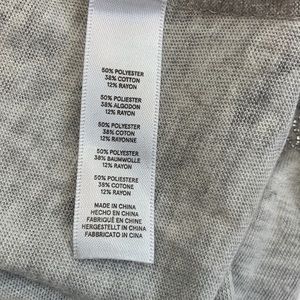 50% POLYESTER
38% COTTON
12% RAYON
50% POLIESTER
38% ALGODON
12% RAYON
50% POLYESTER
38% COTON
12% RAYONNE
50% POLYESTER
38% BAUMWOLLE
12% RAYON
50% POLIESTERE
38% COTONE
12% RAYON
MADE IN CHINA
HECHO EN CHINA
FABRIQUÉ EN CHINE
HERGESTELLT IN CHINA
FABBRICATO IN CINA